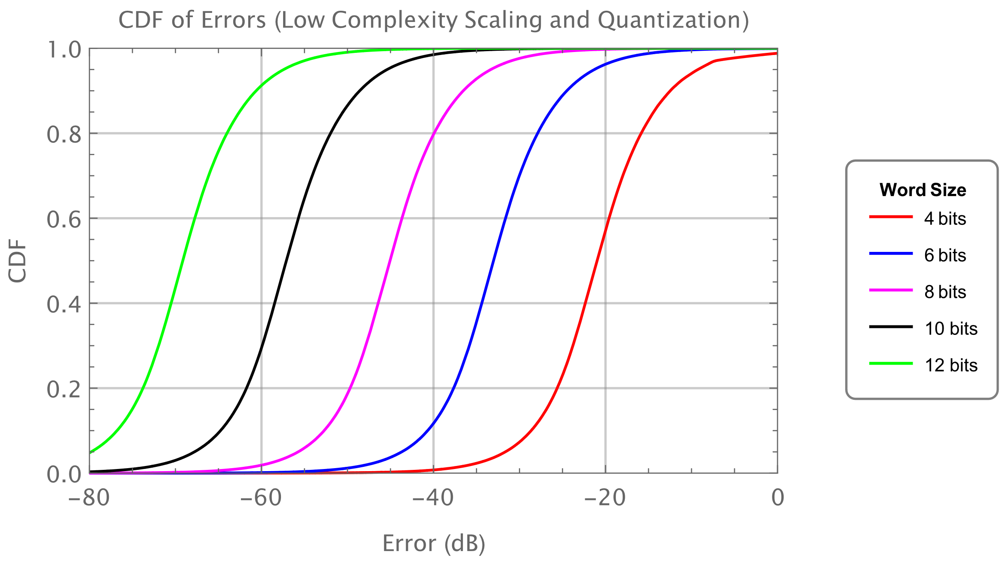 CDF of Errors (Low Complexity Scaling and Quantization)
1.0
0.8
0.6
0.4
0.2
0.0
CDF
−80
−60
−40
−20
0
Error (dB)
Word Size
4 bits
6 bits
8 bits
10 bits
12 bits